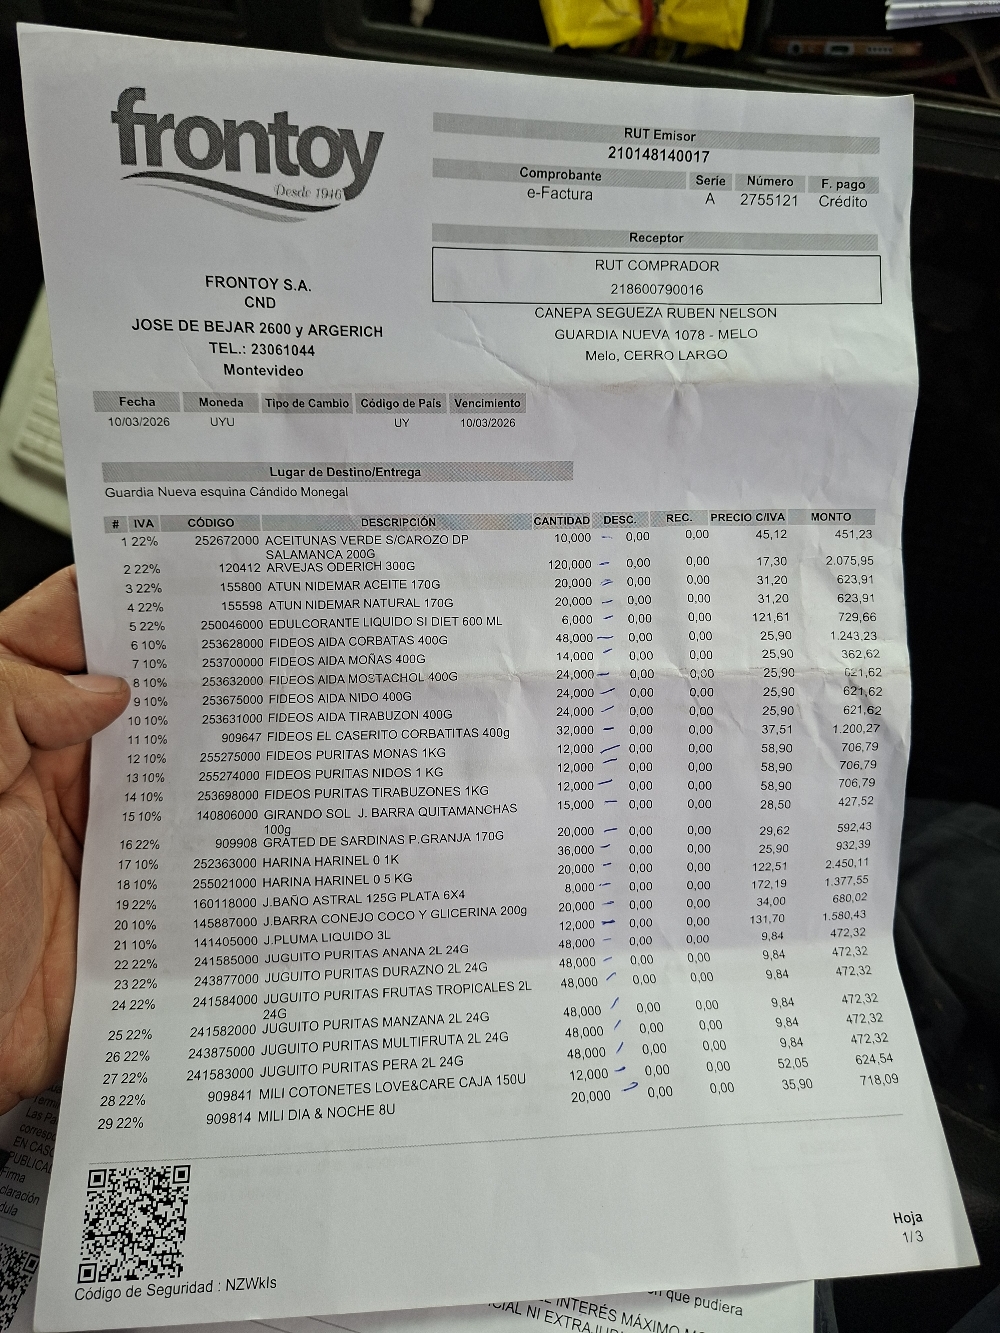 frontoy
Desde 1946
RUT Emisor
210148140017
Comprobante Serie Número F. pago
e-Factura A 2755121 Crédito
Receptor
RUT COMPRADOR
218600790016
CANEPA SEGUEZA RUBEN NELSON
GUARDIA NUEVA 1078 - MELO
Melo, CERRO LARGO
FRONTOY S.A.
CND
JOSE DE BEJAR 2600 y ARGERICH
TEL.: 23061044
Montevideo
Fecha Moneda Tipo de Cambio Código de País Vencimiento
10/03/2026 UYU UY 10/03/2026
Lugar de Destino/Entrega
Guardia Nueva esquina Cándido Monegal
# IVA CÓDIGO DESCRIPCIÓN CANTIDAD DESC. REC. PRECIO C/IVA MONTO
1 22% 252672000 ACEITUNAS VERDE S/CAROZO DP 10,000 0,00 0,00 45,12 451,23
SALAMANCA 200G
2 22% 120412 ARVEJAS ODERICH 300G 120,000 0,00 0,00 17,30 2.075,95
3 22% 155800 ATUN NIDEMAR ACEITE 170G 20,000 0,00 0,00 31,20 623,91
4 22% 155598 ATUN NIDEMAR NATURAL 170G 20,000 0,00 0,00 31,20 623,91
5 22% 250046000 EDULCORANTE LIQUIDO SI DIET 600 ML 6,000 0,00 0,00 121,61 729,66
6 10% 253628000 FIDEOS AIDA CORBATAS 400G 48,000 0,00 0,00 25,90 1.243,23
7 10% 253700000 FIDEOS AIDA MOÑAS 400G 14,000 0,00 0,00 25,90 362,62
8 10% 253632000 FIDEOS AIDA MOSTACHOL 400G 24,000 0,00 0,00 25,90 621,62
9 10% 253675000 FIDEOS AIDA NIDO 400G 24,000 0,00 0,00 25,90 621,62
10 10% 253631000 FIDEOS AIDA TIRABUZON 400G 24,000 0,00 0,00 25,90 621,62
11 10% 909647 FIDEOS EL CASERITO CORBATITAS 400g 32,000 0,00 0,00 37,51 1.200,27
12 10% 255275000 FIDEOS PURITAS MONAS 1KG 12,000 0,00 0,00 58,90 706,79
13 10% 255274000 FIDEOS PURITAS NIDOS 1 KG 12,000 0,00 0,00 58,90 706,79
14 10% 253698000 FIDEOS PURITAS TIRABUZONES 1KG 12,000 0,00 0,00 58,90 706,79
15 10% 140806000 GIRANDO SOL J. BARRA QUITAMANCHAS 15,000 0,00 0,00 28,50 427,52
100g
16 22% 909908 GRATED DE SARDINAS P.GRANJA 170G 20,000 0,00 0,00 29,62 592,43
17 10% 252363000 HARINA HARINEL 0 1K 36,000 0,00 0,00 25,90 932,39
18 10% 255021000 HARINA HARINEL 0 5 KG 20,000 0,00 0,00 122,51 2.450,11
19 22% 160118000 J.BAÑO ASTRAL 125G PLATA 6X4 8,000 0,00 0,00 172,19 1.377,55
20 10% 145887000 J.BARRA CONEJO COCO Y GLICERINA 200g 20,000 0,00 0,00 34,00 680,02
21 10% 141405000 J.PLUMA LIQUIDO 3L 12,000 0,00 0,00 131,70 1.580,43
22 22% 241585000 JUGUITO PURITAS ANANA 2L 24G 48,000 0,00 0,00 9,84 472,32
23 22% 243877000 JUGUITO PURITAS DURAZNO 2L 24G 48,000 0,00 0,00 9,84 472,32
24 22% 241584000 JUGUITO PURITAS FRUTAS TROPICALES 2L 48,000 0,00 0,00 9,84 472,32
24G
25 22% 241582000 JUGUITO PURITAS MANZANA 2L 24G 48,000 0,00 0,00 9,84 472,32
26 22% 243875000 JUGUITO PURITAS MULTIFRUTA 2L 24G 48,000 0,00 0,00 9,84 472,32
27 22% 241583000 JUGUITO PURITAS PERA 2L 24G 48,000 0,00 0,00 9,84 472,32
28 22% 909841 MILI COTONETES LOVE&CARE CAJA 150U 12,000 0,00 0,00 52,05 624,54
29 22% 909814 MILI DIA & NOCHE 8U 20,000 0,00 0,00 35,90 718,09
Hoja
1/3
Código de Seguridad : NZWkIs
que pudiera
INTERÉS MÁXIMO
NI